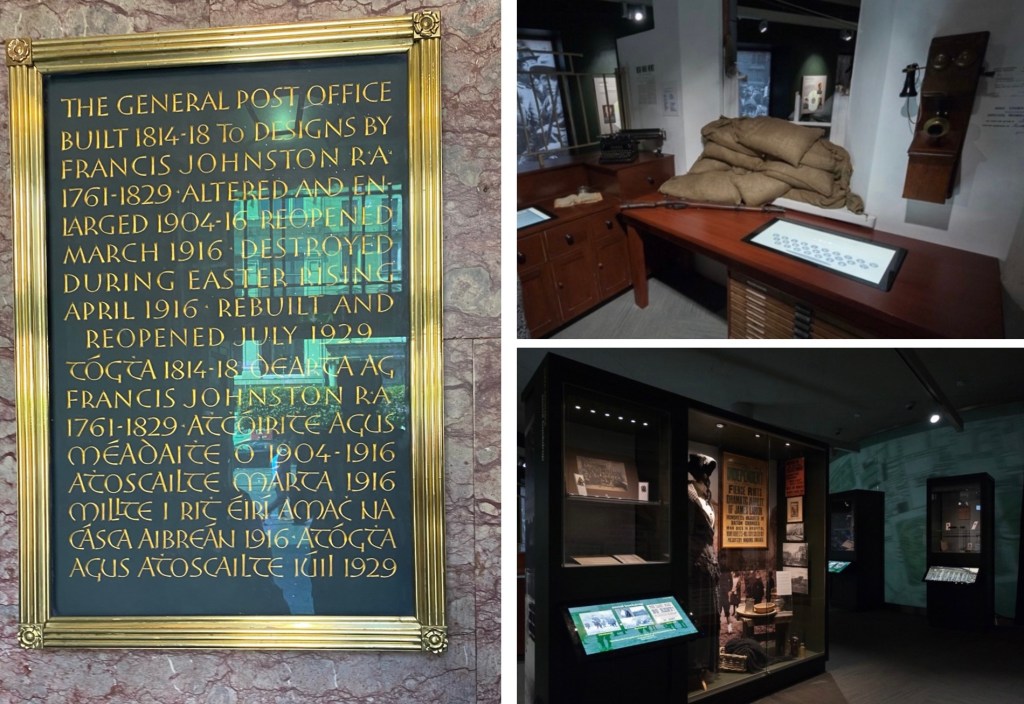 THE GENERAL POST OFFICE
BUILT 1814-18 To DESIGNS BY
FRANCIS JOHNSTON R·A·
1761-1829· ALTERED AND EN-
LARGED 1904-16 REOPENED
MARCH 1916· DESTROYED
DURING EASTER RISING
APRIL 1916· REBUILT AND
REOPENED JULY 1929
TÓGṪA 1814-18· ḊEARṪA AG
FRANCIS JOHNSTON R·A·
1761-1829· ATCÓIRIṪE AGUS
MÉADAIṪE Ó 1904-1916
AṪOSCAILTE MÁRTA 1916
MILLTE I RIṪ ÉIRÍ AMAĊ NA
CÁSCA AIBREÁN 1916· ATÓGṪA
AGUS AṪOSCAILTE IÚIL 1929